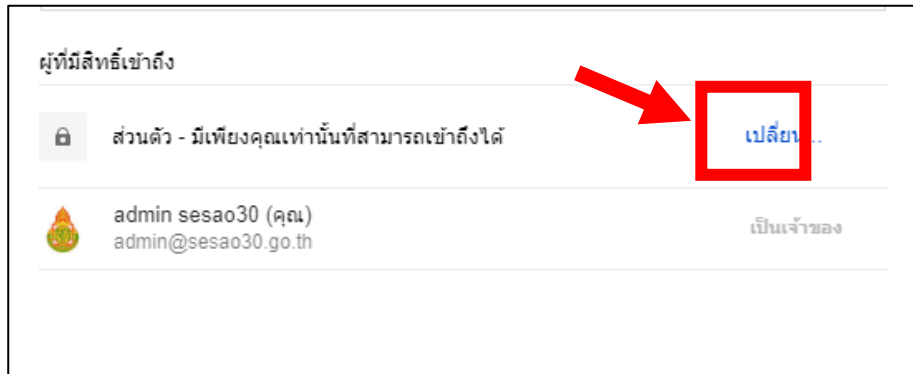 ผู้ที่มีสิทธิ์เข้าถึง
ส่วนตัว - มีเพียงคุณเท่านั้นที่สามารถเข้าถึงได้
เปลี่ยน...
admin sesao30 (คุณ)
admin@sesao30.go.th
เป็นเจ้าของ